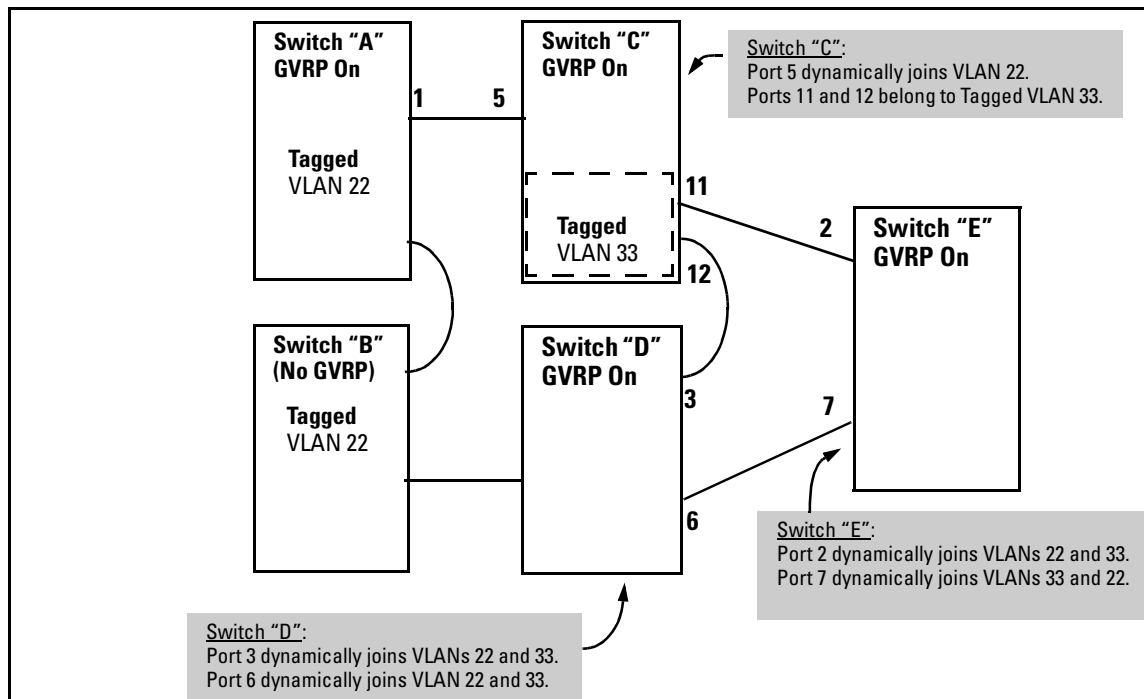 Switch “A”
GVRP On
1
Tagged
VLAN 22
Switch “C”
GVRP On
5
11
Tagged
VLAN 33
12
Switch “C”:
Port 5 dynamically joins VLAN 22.
Ports 11 and 12 belong to Tagged VLAN 33.
2
Switch “E”
GVRP On
7
Switch “B”
(No GVRP)
Tagged
VLAN 22
Switch “D”
GVRP On
3
6
Switch “E”:
Port 2 dynamically joins VLANs 22 and 33.
Port 7 dynamically joins VLANs 33 and 22.
Switch “D”:
Port 3 dynamically joins VLANs 22 and 33.
Port 6 dynamically joins VLAN 22 and 33.